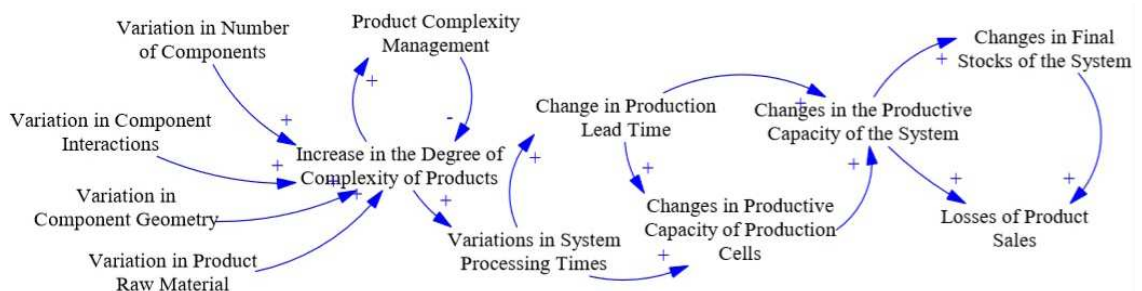 Variation in Number
of Components
Product Complexity
Management
Changes in Final
Stocks of the System
Variation in Component
Interactions
Change in Production
Lead Time
Changes in the Productive
Capacity of the System
Increase in the Degree of
Complexity of Products
Variation in
Component Geometry
Changes in Productive
Capacity of Production
Cells
Losses of Product
Sales
Variations in System
Processing Times
Variation in Product
Raw Material
+
+
+
+
+
-
+
+
+
+
+
+
+
+
+